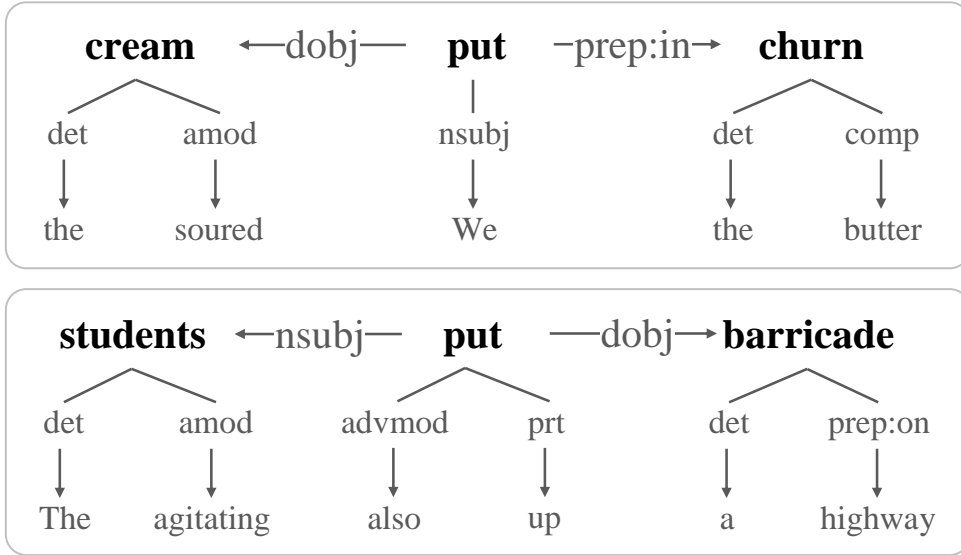 cream dobj put prep:in churn
det amod nsubj det comp
the soured We the butter
students nsubj put dobj barricade
det amod advmod prt det prep:on
The agitating also up a highway